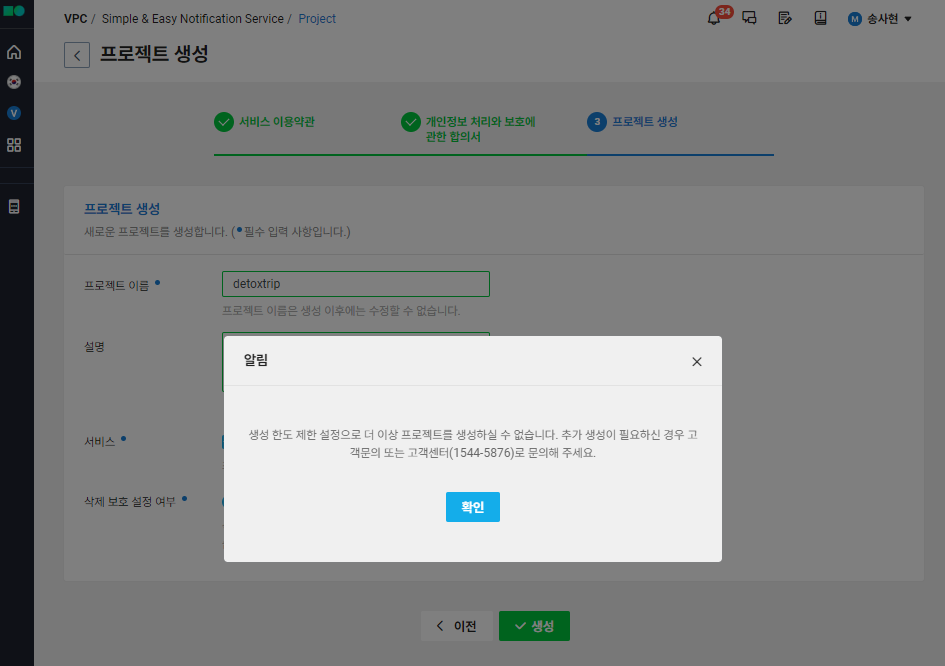 VPC / Simple & Easy Notification Service / Project
34
M 송사현
프로젝트 생성
V
서비스 이용약관
개인정보 처리와 보호에
관한 합의서
3 프로젝트 생성
프로젝트 생성
새로운 프로젝트를 생성합니다. (•필수 입력 사항입니다.)
프로젝트 이름 •
detoxtrip
프로젝트 이름은 생성 이후에는 수정할 수 없습니다.
설명
알림
생성 한도 제한 설정으로 더 이상 프로젝트를 생성하실 수 없습니다. 추가 생성이 필요하신 경우 고
객문의 또는 고객센터(1544-5876)로 문의해 주세요.
서비스 •
삭제 보호 설정 여부 •
확인
이전
생성